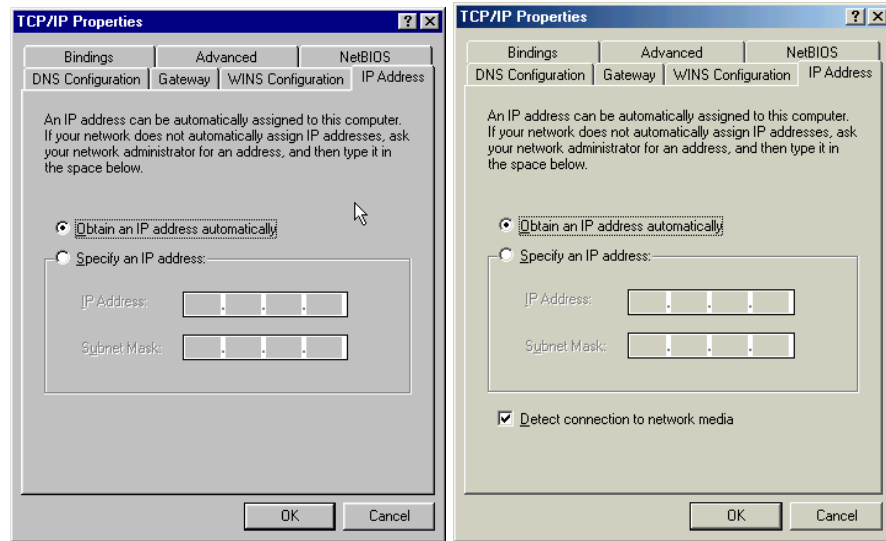 TCP/IP Properties
Bindings Advanced NetBIOS
DNS Configuration Gateway WINS Configuration IP Address
An IP address can be automatically assigned to this computer.
If your network does not automatically assign IP addresses, ask
your network administrator for an address, and then type it in
the space below.
Obtain an IP address automatically
Specify an IP address:
IP Address:
Subnet Mask:
OK Cancel
TCP/IP Properties
Bindings Advanced NetBIOS
DNS Configuration Gateway WINS Configuration IP Address
An IP address can be automatically assigned to this computer.
If your network does not automatically assign IP addresses, ask
your network administrator for an address, and then type it in
the space below.
Obtain an IP address automatically
Specify an IP address:
IP Address:
Subnet Mask:
Detect connection to network media
OK Cancel